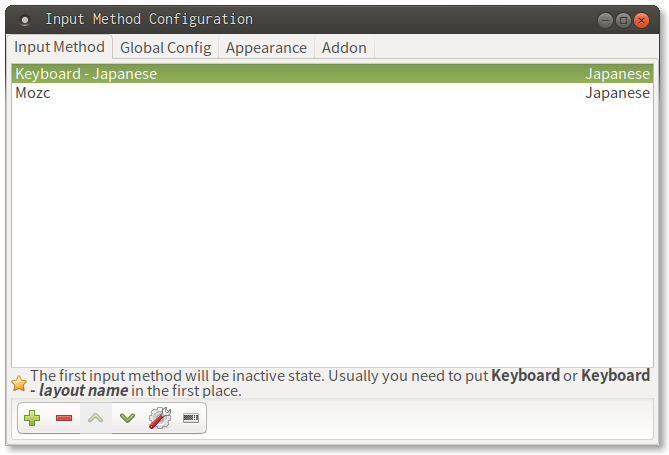 Input Method Configuration
Input Method Global Config Appearance Addon
Keyboard - Japanese Japanese
Mozc Japanese
The first input method will be inactive state. Usually you need to put Keyboard or Keyboard
- layout name in the first place.